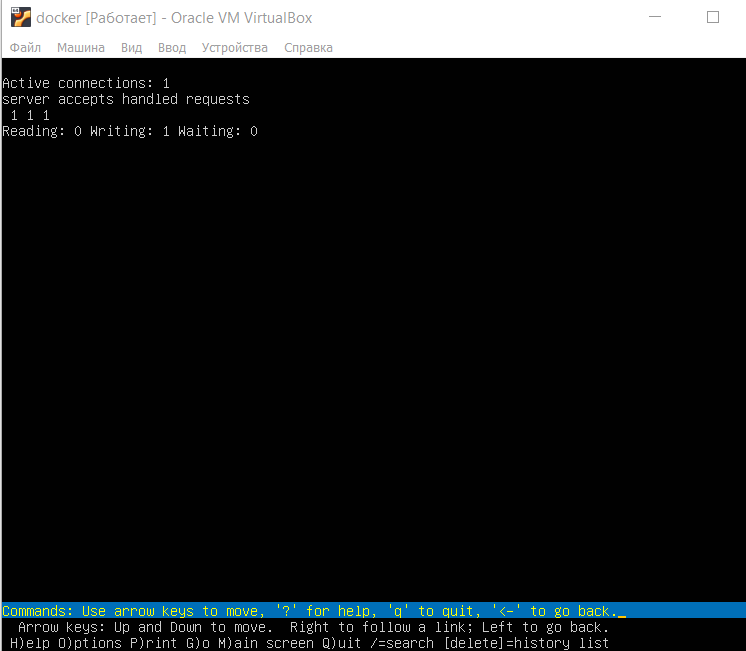 docker [Работает] - Oracle VM VirtualBox
Файл Машина Вид Ввод Устройства Справка
Active connections: 1
server accepts handled requests
 1 1 1
Reading: 0 Writing: 1 Waiting: 0
Commands: Use arrow keys to move, '?' for help, 'q' to quit, '<-' to go back._
  Arrow keys: Up and Down to move.  Right to follow a link; Left to go back.
 H)elp O)ptions P)rint G)o M)ain screen Q)uit /=search [delete]=history list